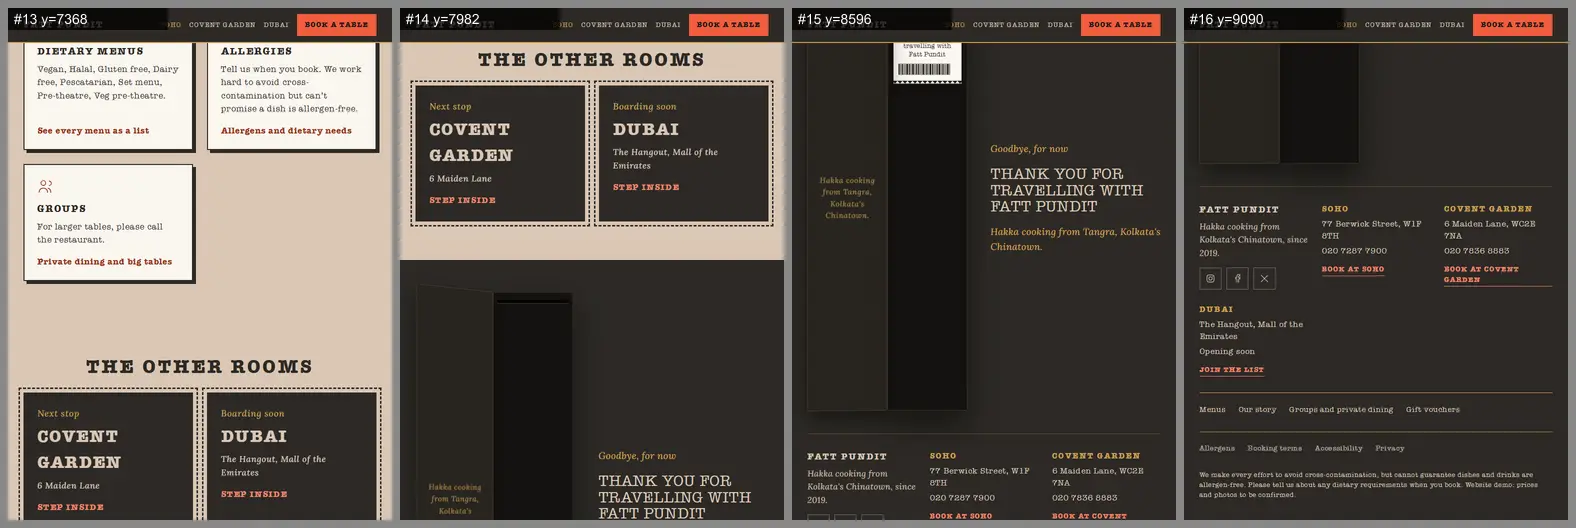 #13 y=7368
SOHO COVENT GARDEN DUBAI BOOK A TABLE
DIETARY MENUS
Vegan, Halal, Gluten free, Dairy
free, Pescatarian, Set menu,
Pre-theatre, Veg pre-theatre.
See every menu as a list
ALLERGIES
Tell us when you book. We work
hard to avoid cross-
contamination but can't
promise a dish is allergen-free.
Allergens and dietary needs
GROUPS
For larger tables, please call
the restaurant.
Private dining and big tables
THE OTHER ROOMS
Next stop
COVENT
GARDEN
6 Maiden Lane
STEP INSIDE
Boarding soon
DUBAI
The Hangout, Mall of the
Emirates
STEP INSIDE
#14 y=7982
SOHO COVENT GARDEN DUBAI BOOK A TABLE
THE OTHER ROOMS
Next stop
COVENT
GARDEN
6 Maiden Lane
STEP INSIDE
Boarding soon
DUBAI
The Hangout, Mall of the
Emirates
STEP INSIDE
Hakka cooking
from Tangra,
Kolkata's
Goodbye, for now
THANK YOU FOR
TRAVELLING WITH
FATT PUNDIT
#15 y=8596
COVENT GARDEN DUBAI BOOK A TABLE
travelling with
Fatt Pundit
Hakka cooking
from Tangra,
Kolkata's
Chinatown.
Goodbye, for now
THANK YOU FOR
TRAVELLING WITH
FATT PUNDIT
Hakka cooking from Tangra, Kolkata's
Chinatown.
FATT PUNDIT
Hakka cooking from
Kolkata's Chinatown, since
2019.
SOHO
77 Berwick Street, W1F
8TH
020 7287 7900
BOOK AT SOHO
COVENT GARDEN
6 Maiden Lane, WC2E
7NA
020 7836 8883
BOOK AT COVENT
#16 y=9090
SOHO COVENT GARDEN DUBAI BOOK A TABLE
FATT PUNDIT
Hakka cooking from
Kolkata's Chinatown, since
2019.
SOHO
77 Berwick Street, W1F
8TH
020 7287 7900
BOOK AT SOHO
COVENT GARDEN
6 Maiden Lane, WC2E
7NA
020 7836 8883
BOOK AT COVENT
GARDEN
DUBAI
The Hangout, Mall of the
Emirates
Opening soon
JOIN THE LIST
Menus Our story Groups and private dining Gift vouchers
Allergens Booking terms Accessibility Privacy
We make every effort to avoid cross-contamination, but cannot guarantee dishes and drinks are
allergen-free. Please tell us about any dietary requirements when you book. Website demo: prices
and photos to be confirmed.